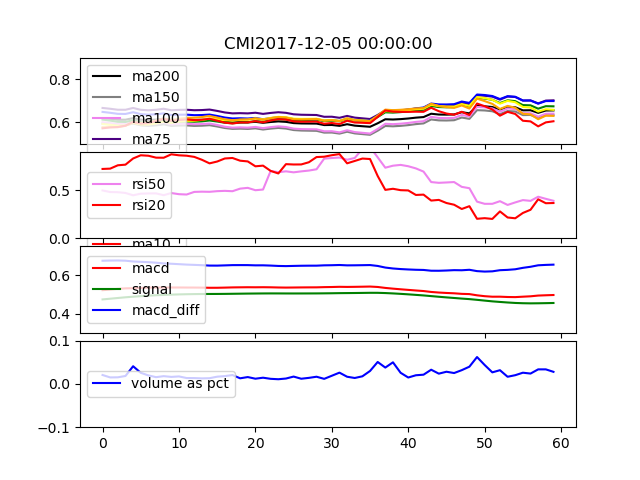 CMI2017-12-05 00:00:00
0.8
0.6
ma200
ma150
ma100
ma75
0.5
0.0
rsi50
rsi20
ma10
0.6
0.4
macd
signal
macd_diff
0.1
0.0
−0.1
volume as pct
0 10 20 30 40 50 60